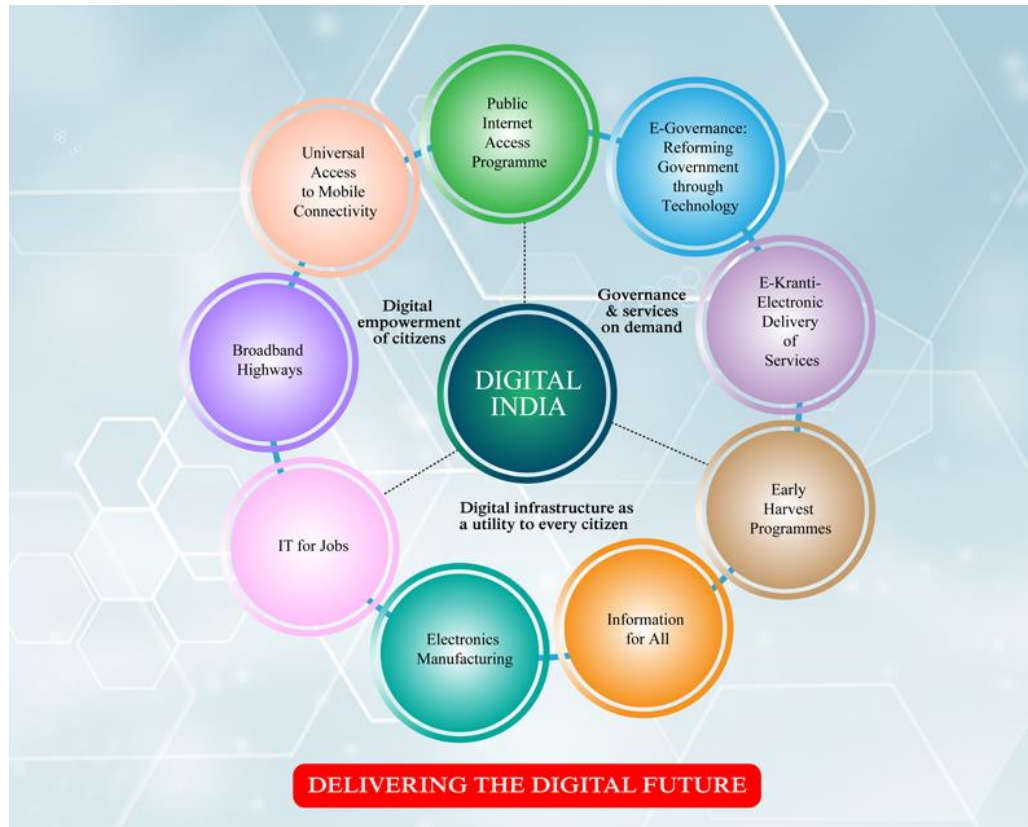 Public
Internet
Access
Programme
E-Governance:
Reforming
Government
through
Technology
Universal
Access
to Mobile
Connectivity
E-Kranti-
Electronic
Delivery
of
Services
Digital
empowerment
of citizens
Governance
& services
on demand
Broadband
Highways
DIGITAL
INDIA
Early
Harvest
Programmes
Digital infrastructure as
a utility to every citizen
IT for Jobs
Information
for All
Electronics
Manufacturing
DELIVERING THE DIGITAL FUTURE